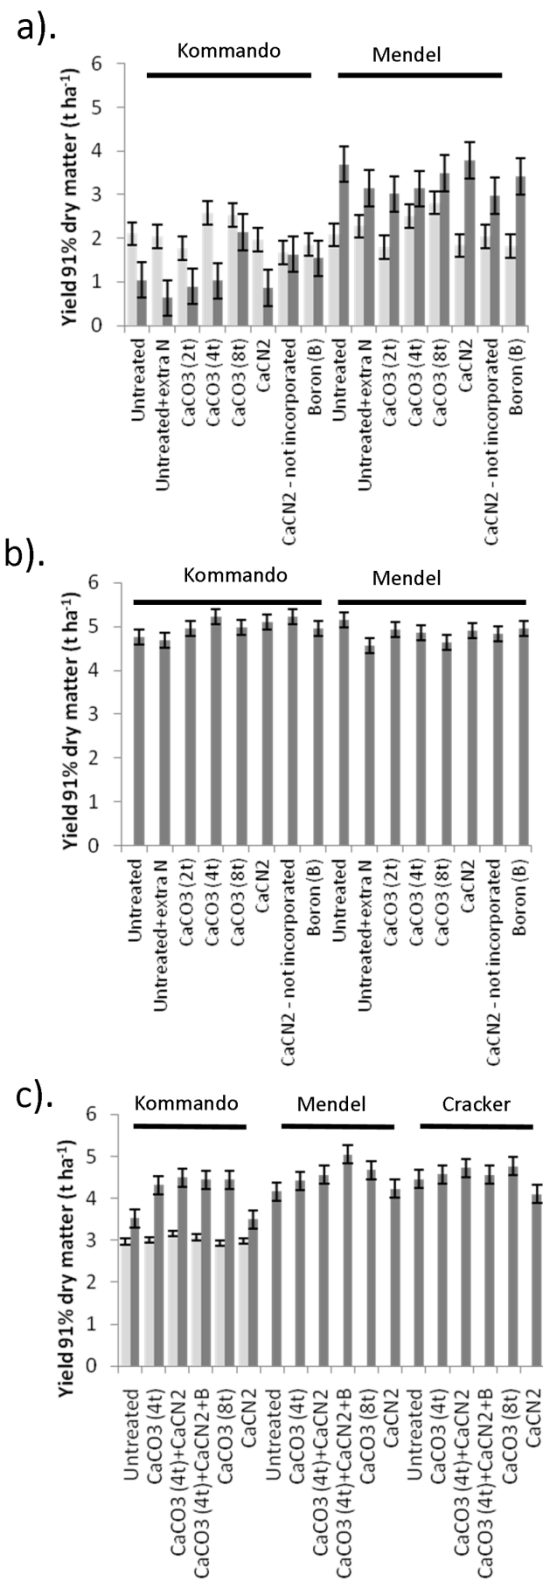 a).
Kommando Mendel
Yield 91% dry matter (t ha-1)
6
5
4
3
2
1
0
Untreated
Untreated+extra N
CaCO3 (2t)
CaCO3 (4t)
CaCO3 (8t)
CaCN2
CaCN2 - not incorporated
Boron (B)
Untreated
Untreated+extra N
CaCO3 (2t)
CaCO3 (4t)
CaCO3 (8t)
CaCN2
CaCN2 - not incorporated
Boron (B)
b).
Kommando Mendel
Yield 91% dry matter (t ha-1)
6
5
4
3
2
1
0
Untreated
Untreated+extra N
CaCO3 (2t)
CaCO3 (4t)
CaCO3 (8t)
CaCN2
CaCN2 - not incorporated
Boron (B)
Untreated
Untreated+extra N
CaCO3 (2t)
CaCO3 (4t)
CaCO3 (8t)
CaCN2
CaCN2 - not incorporated
Boron (B)
c).
Kommando Mendel Cracker
Yield 91% dry matter (t ha-1)
6
5
4
3
2
1
0
Untreated
CaCO3 (4t)
CaCO3 (4t)+CaCN2
CaCO3 (4t)+CaCN2+B
CaCO3 (8t)
CaCN2
Untreated
CaCO3 (4t)
CaCO3 (4t)+CaCN2
CaCO3 (4t)+CaCN2+B
CaCO3 (8t)
CaCN2
Untreated
CaCO3 (4t)
CaCO3 (4t)+CaCN2
CaCO3 (4t)+CaCN2+B
CaCO3 (8t)
CaCN2